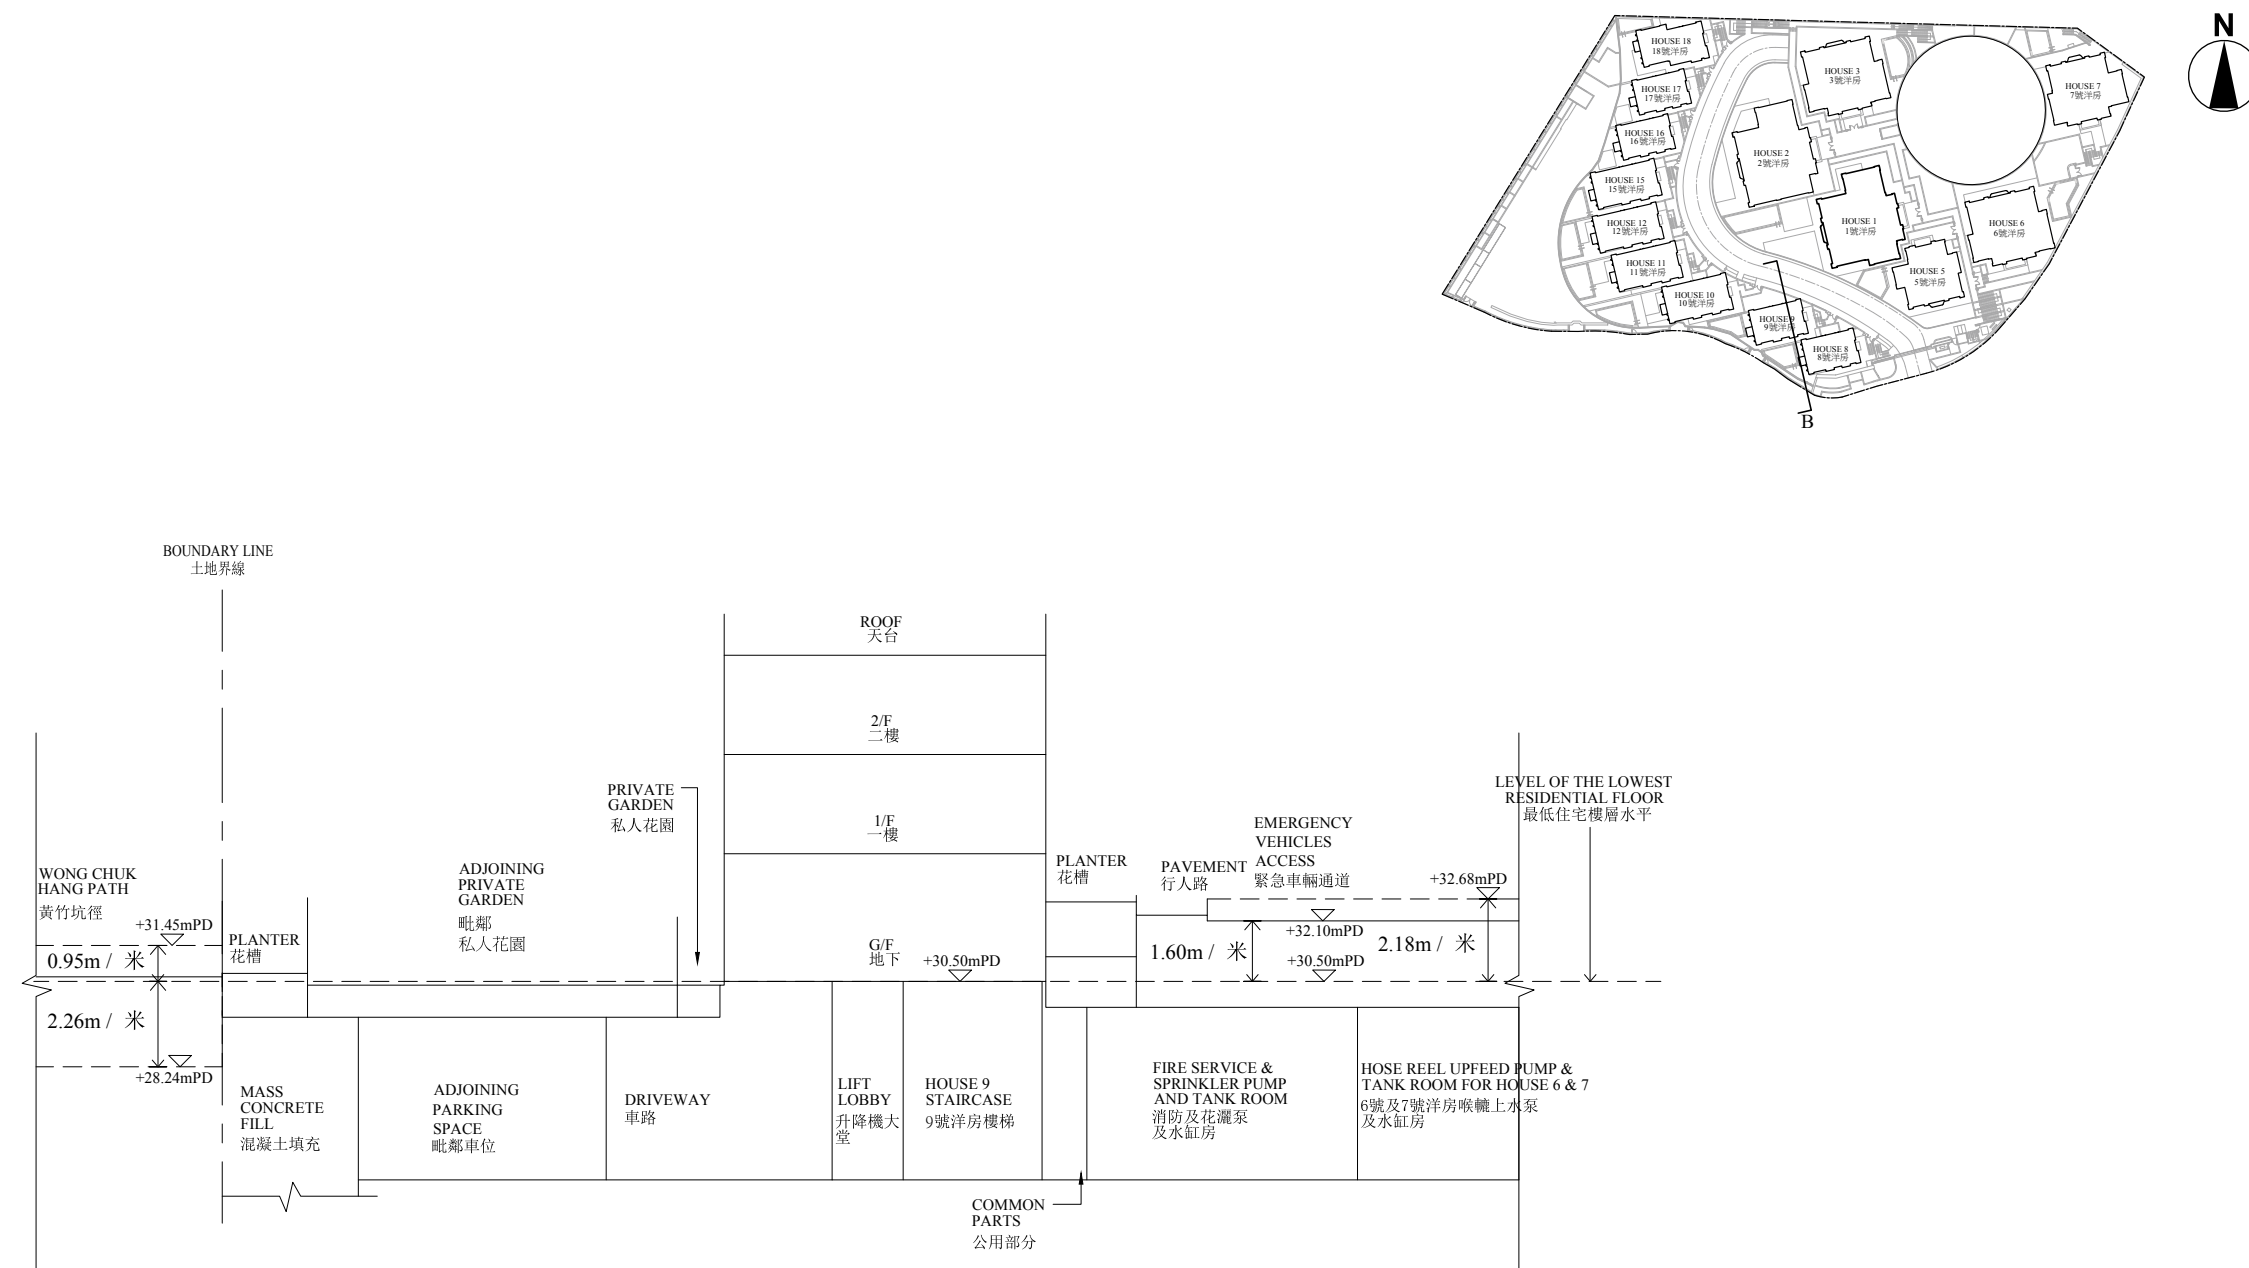 N
HOUSE 18
18號洋房
HOUSE 17
17號洋房
HOUSE 16
16號洋房
HOUSE 15
15號洋房
HOUSE 12
12號洋房
HOUSE 11
11號洋房
HOUSE 10
10號洋房
HOUSE 9
9號洋房
HOUSE 8
8號洋房
HOUSE 3
3號洋房
HOUSE 2
2號洋房
HOUSE 1
1號洋房
HOUSE 5
5號洋房
HOUSE 6
6號洋房
HOUSE 7
7號洋房
B
BOUNDARY LINE
土地界線
ROOF
天台
2/F
二樓
1/F
一樓
G/F
地下
+30.50mPD
PRIVATE
GARDEN
私人花園
WONG CHUK
HANG PATH
黃竹坑徑
+31.45mPD
0.95m / 米
2.26m / 米
+28.24mPD
PLANTER
花槽
ADJOINING
PRIVATE
GARDEN
毗鄰
私人花園
PLANTER
花槽
PAVEMENT
行人路
EMERGENCY
VEHICLES
ACCESS
緊急車輛通道
+32.68mPD
+32.10mPD
1.60m / 米
2.18m / 米
+30.50mPD
LEVEL OF THE LOWEST
RESIDENTIAL FLOOR
最低住宅樓層水平
MASS
CONCRETE
FILL
混凝土填充
ADJOINING
PARKING
SPACE
毗鄰車位
DRIVEWAY
車路
LIFT
LOBBY
升降機大
堂
HOUSE 9
STAIRCASE
9號洋房樓梯
FIRE SERVICE &
SPRINKLER PUMP
AND TANK ROOM
消防及花灑泵
及水缸房
HOSE REEL UPFEED PUMP &
TANK ROOM FOR HOUSE 6 & 7
6號及7號洋房喉轆上水泵
及水缸房
COMMON
PARTS
公用部分